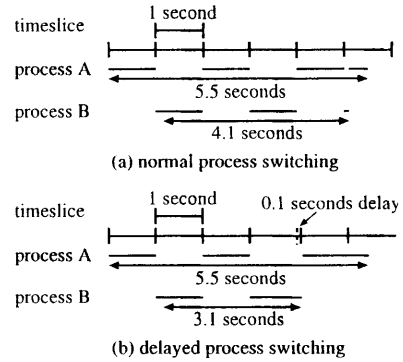 1 second
timeslice
process A
5.5 seconds
process B
4.1 seconds
(a) normal process switching
1 second
0.1 seconds delay
timeslice
process A
5.5 seconds
process B
3.1 seconds
(b) delayed process switching